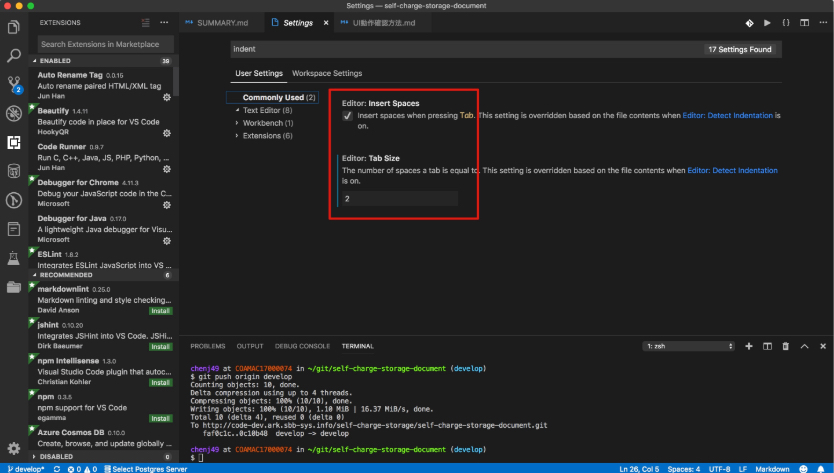 Settings — self-charge-storage-document
EXTENSIONS
SUMMARY.md
Settings
UI動作確認方法.md
Search Extensions in Marketplace
indent
17 Settings Found
ENABLED 39
User Settings Workspace Settings
Auto Rename Tag 0.0.15
Auto rename paired HTML/XML tag
Jun Han
Beautify 1.4.11
Beautify code in place for VS Code
HookyQR
Code Runner 0.9.7
Run C, C++, Java, JS, PHP, Python, ...
Jun Han
Debugger for Chrome 4.11.3
Debug your JavaScript code in the C...
Microsoft
Debugger for Java 0.17.0
A lightweight Java debugger for Visu...
Microsoft
ESLint 1.8.2
Integrates ESLint JavaScript into VS ...
RECOMMENDED 6
markdownlint 0.25.0
Markdown linting and style checking...
David Anson Install
jshint 0.10.20
Integrates JSHint into VS Code. JSHi...
Dirk Baeumer Install
npm Intellisense 1.3.0
Visual Studio Code plugin that autoc...
Christian Kohler Install
npm 0.3.5
npm support for VS Code
egamma Install
Azure Cosmos DB 0.10.0
Create, browse, and update globally ...
DISABLED 0
Commonly Used (2)
Text Editor (8)
Workbench (1)
Extensions (6)
Editor: Insert Spaces
Insert spaces when pressing Tab. This setting is overridden based on the file contents when Editor: Detect Indentation is
on.
Editor: Tab Size
The number of spaces a tab is equal to. This setting is overridden based on the file contents when Editor: Detect Indentation
is on.
2
PROBLEMS OUTPUT DEBUG CONSOLE TERMINAL
1: zsh
chenj49 at CDAMAC17000074 in ~/git/self-charge-storage-document (develop)
$ git push origin develop
Counting objects: 10, done.
Delta compression using up to 4 threads.
Compressing objects: 100% (10/10), done.
Writing objects: 100% (10/10), 1.10 MiB | 16.37 MiB/s, done.
Total 10 (delta 4), reused 0 (delta 0)
To http://code-dev.ark.sbb-sys.info/self-charge-storage/self-charge-storage-document.git
faf0c1c..0c10b48 develop -> develop
chenj49 at CDAMAC17000074 in ~/git/self-charge-storage-document (develop)
$
2
develop* 0 0 Select Postgres Server
Ln 26, Col 5 Spaces: 4 UTF-8 LF Markdown